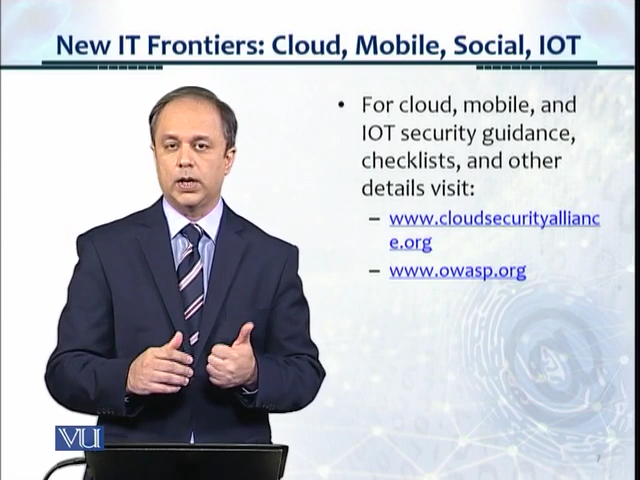 New IT Frontiers: Cloud, Mobile, Social, IOT
• For cloud, mobile, and
IOT security guidance,
checklists, and other
details visit:
– www.cloudsecurityallianc
e.org
– www.owasp.org
VU
7